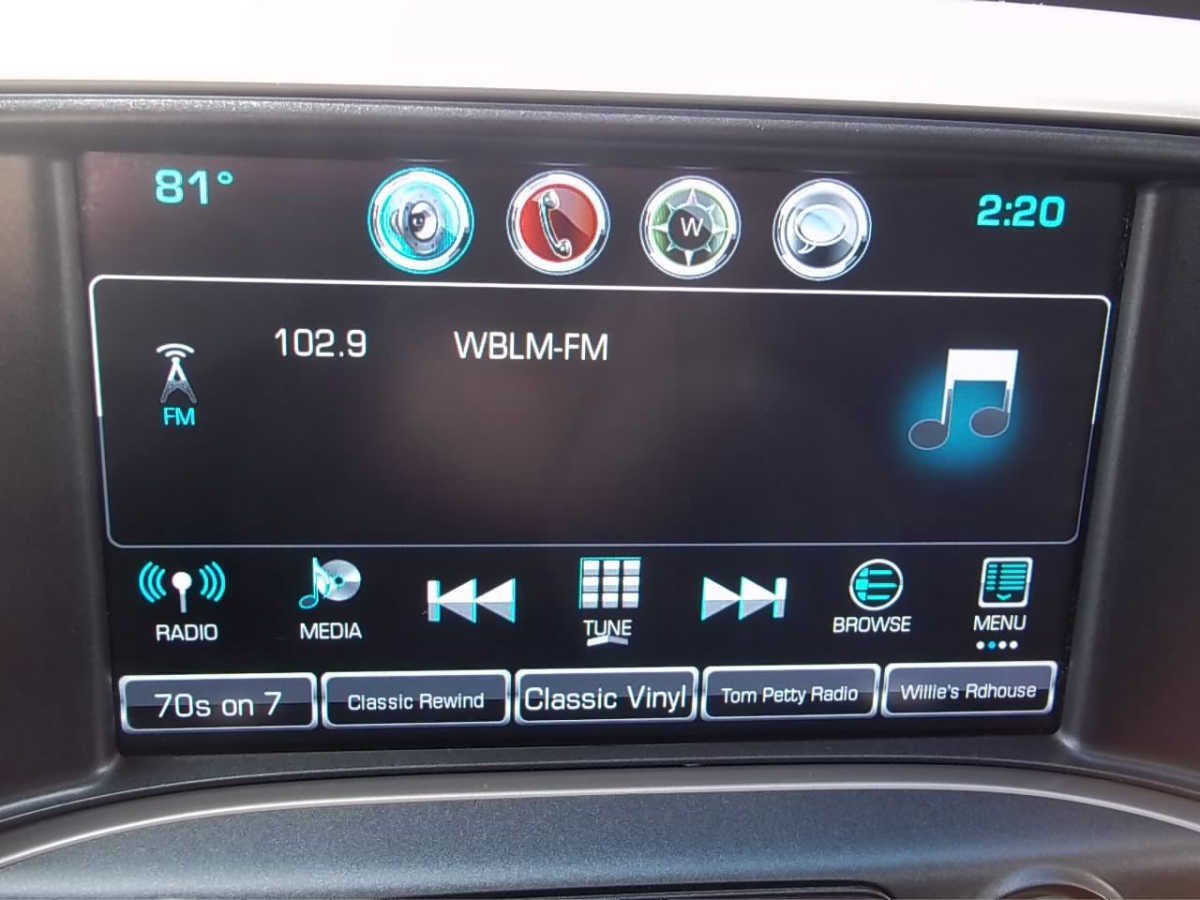 81°
W
2:20
102.9 WBLM-FM
FM
RADIO MEDIA TUNE BROWSE MENU
70s on 7 Classic Rewind Classic Vinyl Tom Petty Radio Willie's Rdhouse